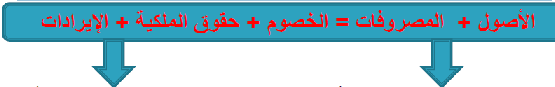 الأصول + المصروفات = الخصوم + حقوق الملكية + الإيرادات